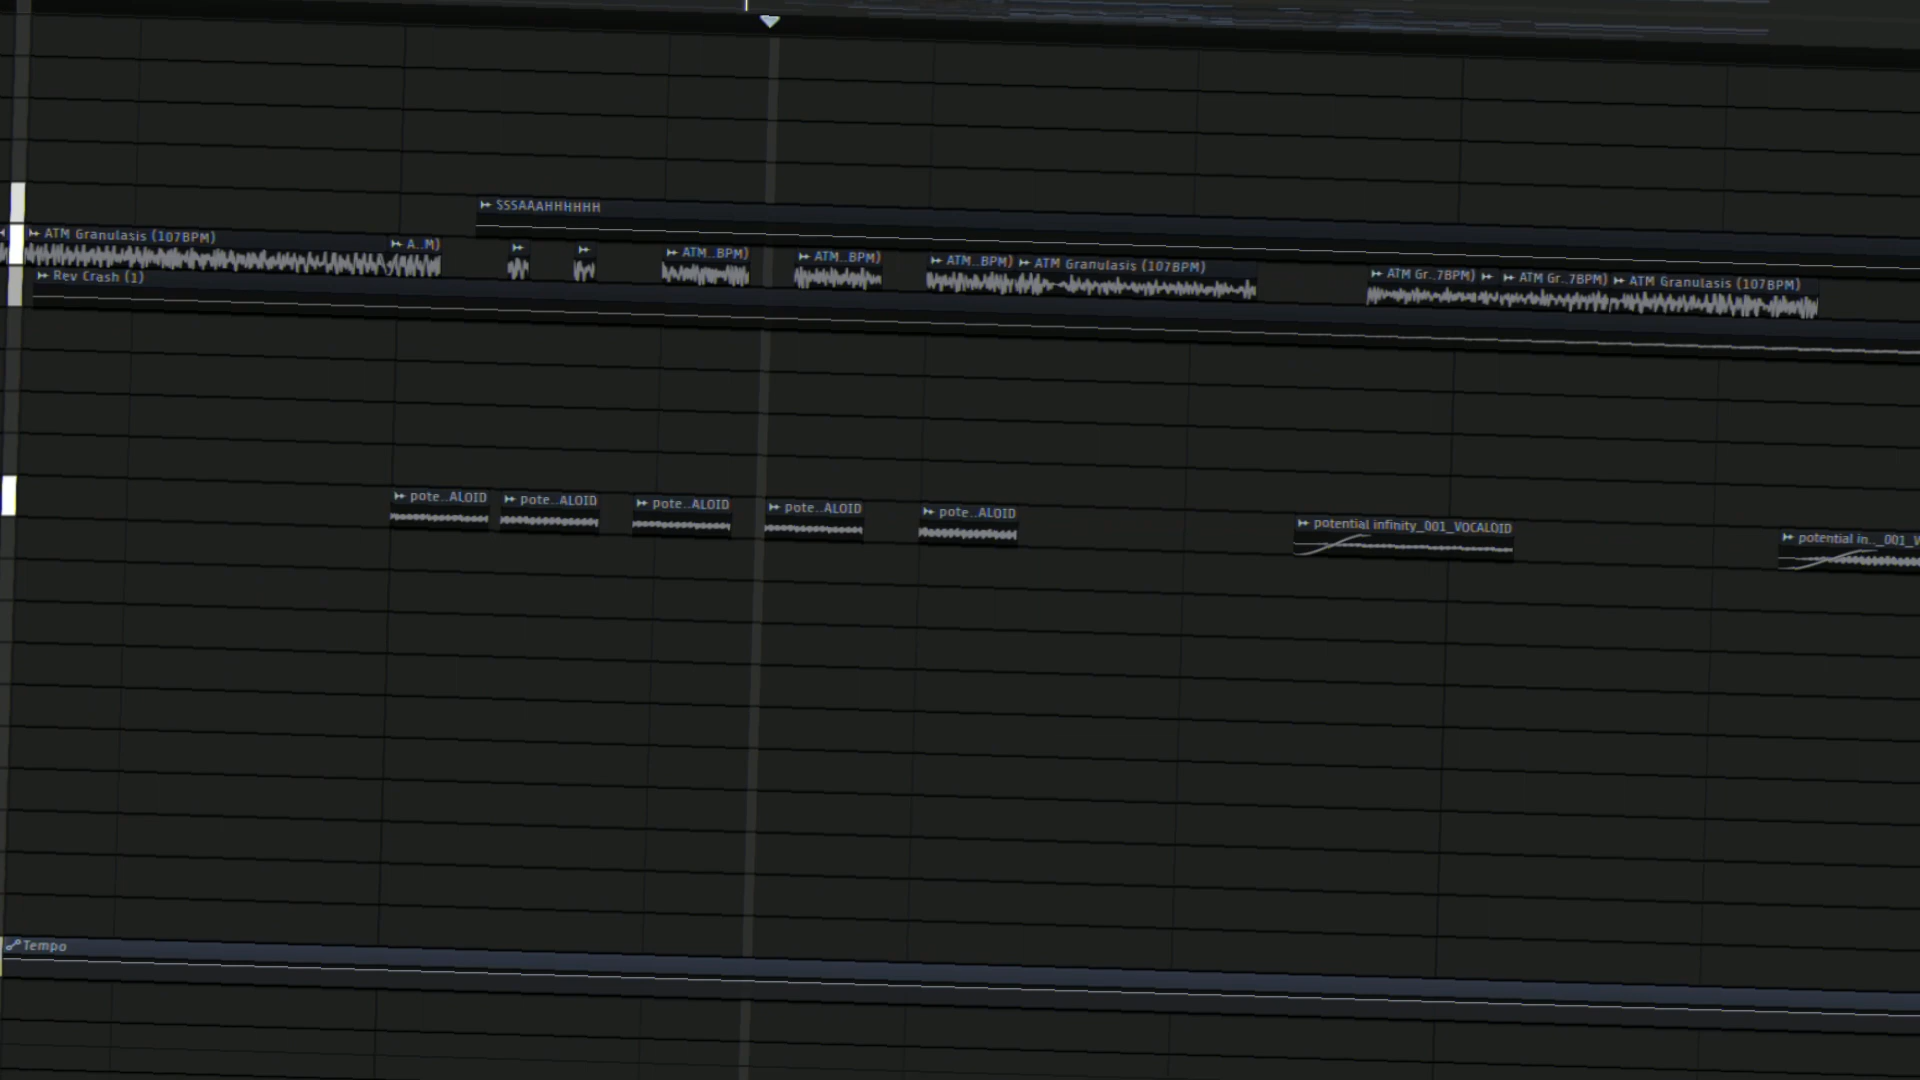 SSSAAAHHHHHH
ATM Granulasis (107BPM)
A..M)
ATM..BPM)
ATM..BPM)
ATM..BPM)
ATM Granulasis (107BPM)
ATM Gr..7BPM)
ATM Gr..7BPM)
ATM Granulasis (107BPM)
Rev Crash (1)
pote..ALOID
pote..ALOID
pote..ALOID
pote..ALOID
pote..ALOID
potential infinity_001_VOCALOID
potential in.._001_V
Tempo